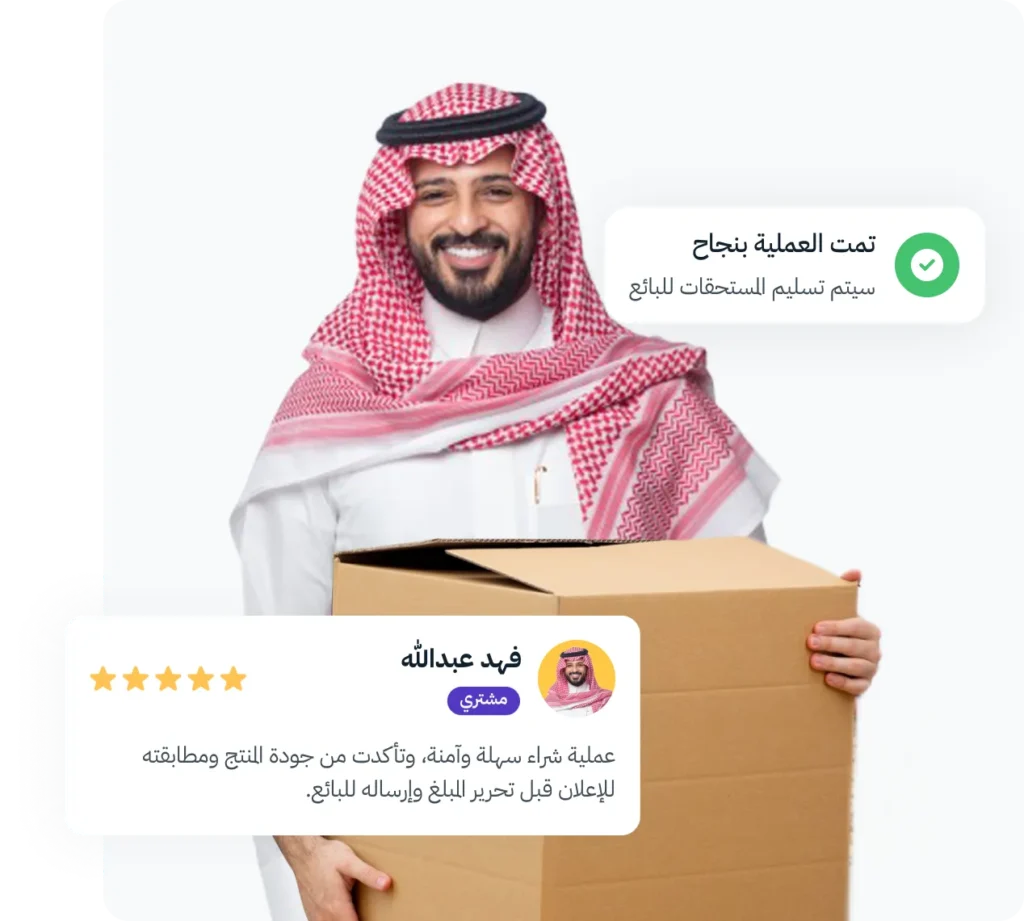 تمت العملية بنجاح
سيتم تسليم المستحقات للبائع
فهد عبدالله
مشتري
عملية شراء سهلة وآمنة، وتأكدت من جودة المنتج ومطابقته
للإعلان قبل تحرير المبلغ وإرساله للبائع.